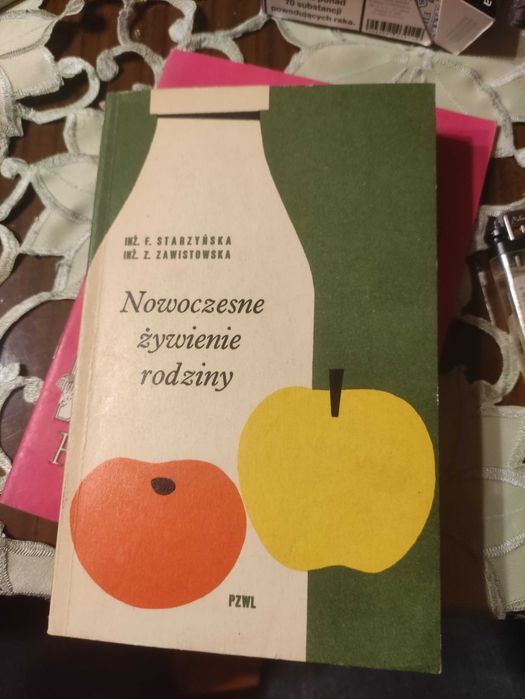 70 substancji
powodujących raka.
INŻ. F. STARZYŃSKA
INŻ. Z. ZAWISTOWSKA
Nowoczesne
żywienie
rodziny
PZWL